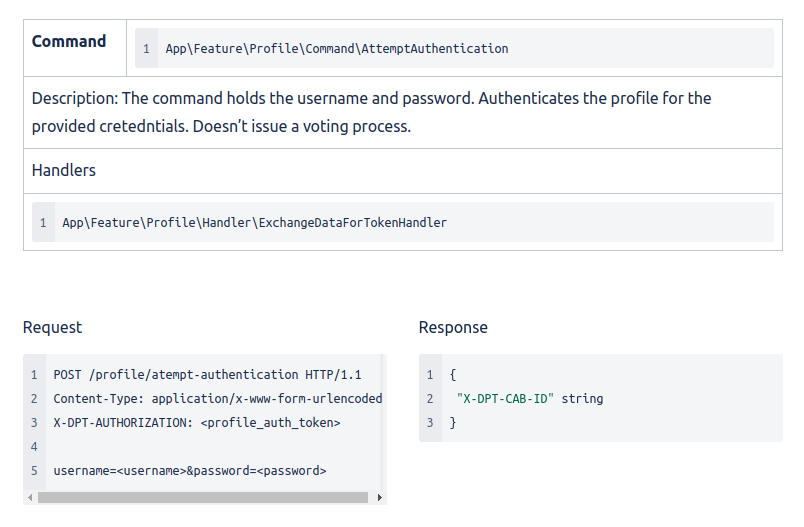 Command
1 App\Feature\Profile\Command\AttemptAuthentication
Description: The command holds the username and password. Authenticates the profile for the
provided cretedntials. Doesn’t issue a voting process.
Handlers
1 App\Feature\Profile\Handler\ExchangeDataForTokenHandler
Request
1 POST /profile/atempt-authentication HTTP/1.1
2 Content-Type: application/x-www-form-urlencoded
3 X-DPT-AUTHORIZATION: <profile_auth_token>
4
5 username=<username>&password=<password>
Response
1 {
2 "X-DPT-CAB-ID" string
3 }